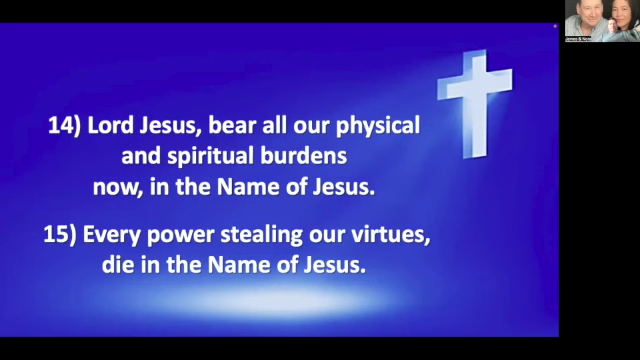 14) Lord Jesus, bear all our physical
and spiritual burdens
now, in the Name of Jesus.
15) Every power stealing our virtues,
die in the Name of Jesus.